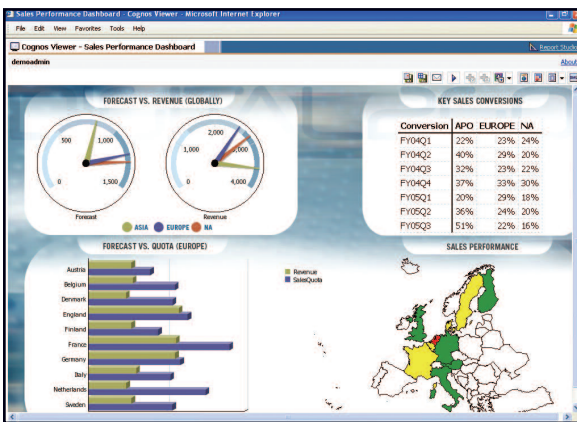 Sales Performance Dashboard - Cognos Viewer - Microsoft Internet Explorer
File Edit View Favorites Tools Help
Cognos Viewer - Sales Performance Dashboard
Report Studio
demoadmin
About
FORECAST VS. REVENUE (GLOBALLY)
500
1,000
0
1,500
Forecast
2,000
1,000
3,000
0
4,000
Revenue
ASIA EUROPE NA
KEY SALES CONVERSIONS
Conversion APO EUROPE NA
FY04Q1 22% 23% 24%
FY04Q2 40% 29% 20%
FY04Q3 32% 23% 22%
FY04Q4 37% 33% 30%
FY05Q1 20% 29% 18%
FY05Q2 36% 24% 20%
FY05Q3 51% 22% 16%
FORECAST VS. QUOTA (EUROPE)
Austria
Belgium
Denmark
England
Finland
France
Germany
Italy
Netherlands
Sweden
Revenue
SalesQuota
SALES PERFORMANCE